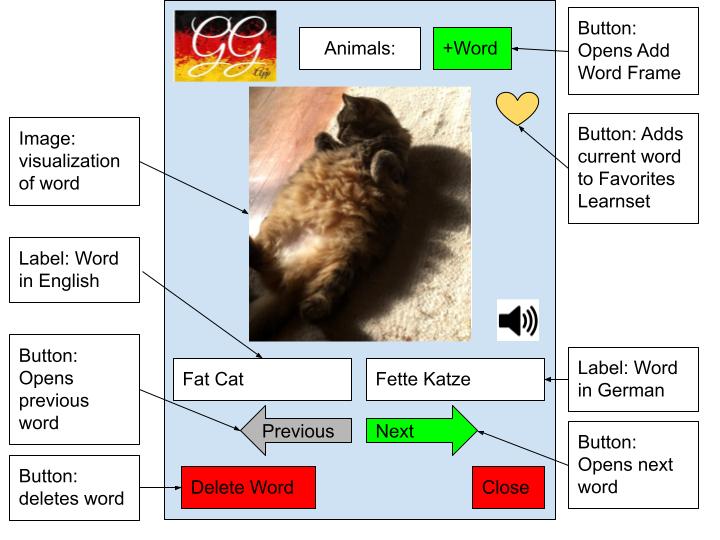 GG
App
Animals:
+Word
Button:
Opens Add
Word Frame
Image:
visualization
of word
Button: Adds
current word
to Favorites
Learnset
Label: Word
in English
Fat Cat
Fette Katze
Label: Word
in German
Button:
Opens
previous
word
Previous
Next
Button:
Opens next
word
Button:
deletes word
Delete Word
Close